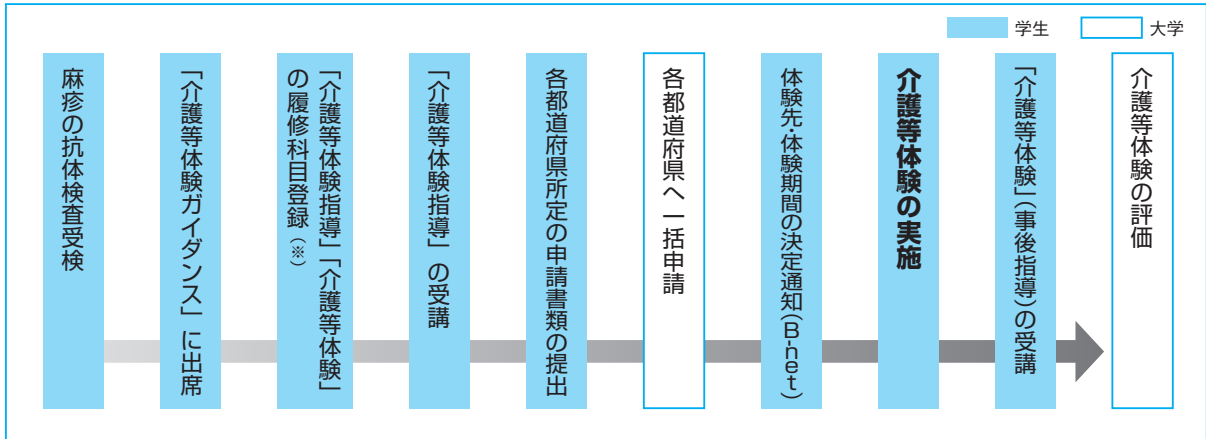 学生
大学
麻疹の抗体検査受検
「介護等体験ガイダンス」に出席
「介護等体験指導」「介護等体験」
の履修科目登録(※)
「介護等体験指導」の受講
各都道府県所定の申請書類の提出
各都道府県へ一括申請
体験先・体験期間の決定通知(B-net)
介護等体験の実施
「介護等体験」(事後指導)の受講
介護等体験の評価